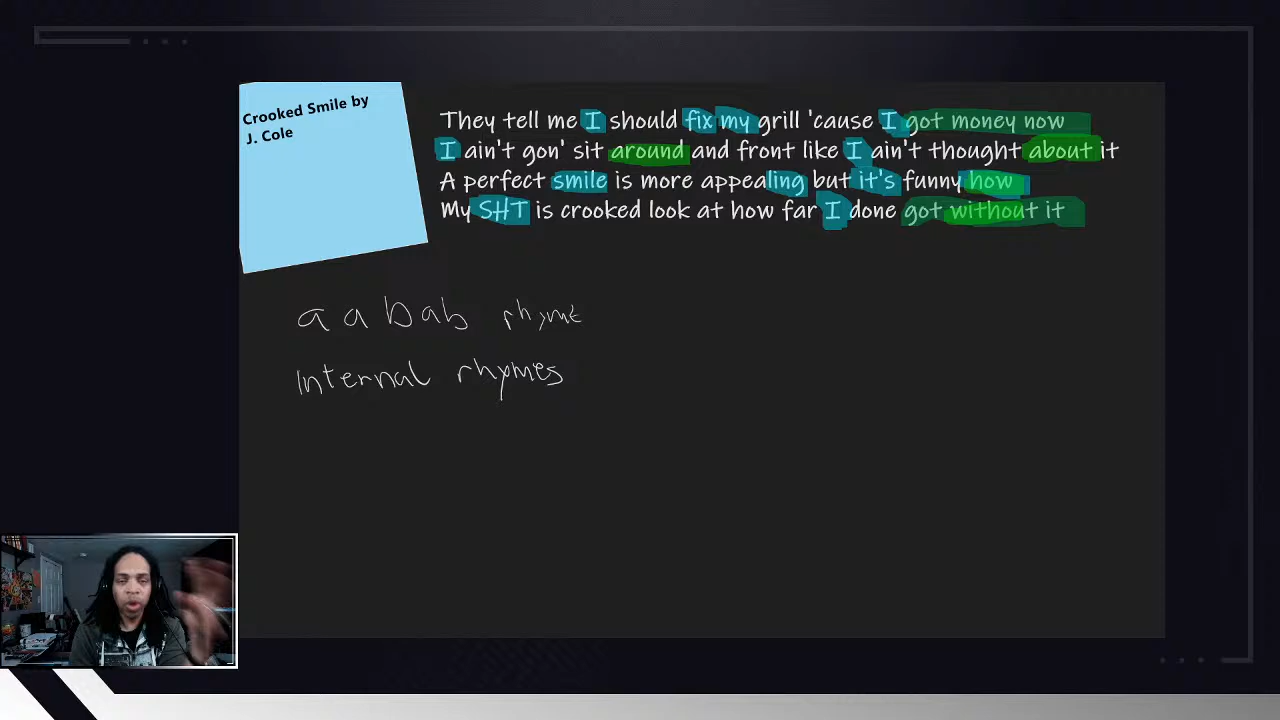 Crooked Smile by
J. Cole
They tell me I should fix my grill 'cause I got money now
I ain't gon' sit around and front like I ain't thought about it
A perfect smile is more appealing but it's funny how
My SHT is crooked look at how far I done got without it
a a b a b rhyme
Internal rhymes